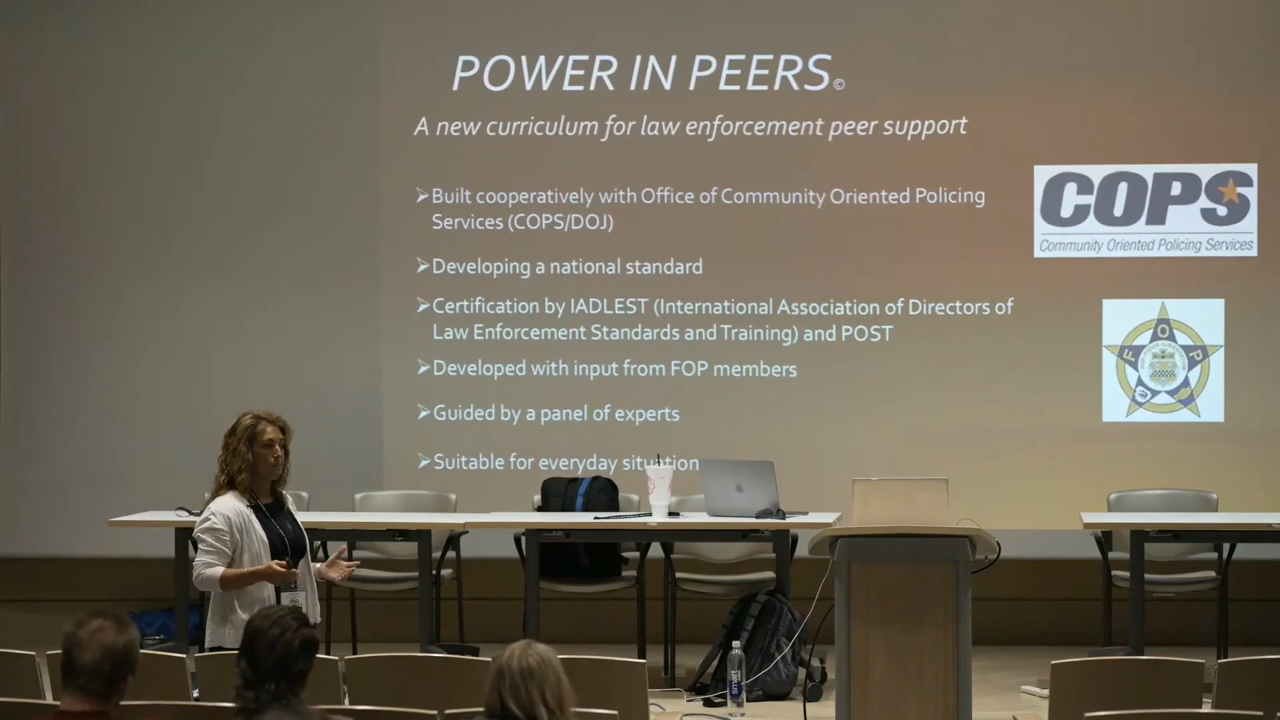 POWER IN PEERS©
A new curriculum for law enforcement peer support
➢Built cooperatively with Office of Community Oriented Policing
Services (COPS/DOJ)
➢Developing a national standard
➢Certification by IADLEST (International Association of Directors of
Law Enforcement Standards and Training) and POST
➢Developed with input from FOP members
➢Guided by a panel of experts
➢Suitable for everyday situation
COPS
Community Oriented Policing Services
F O P
smart